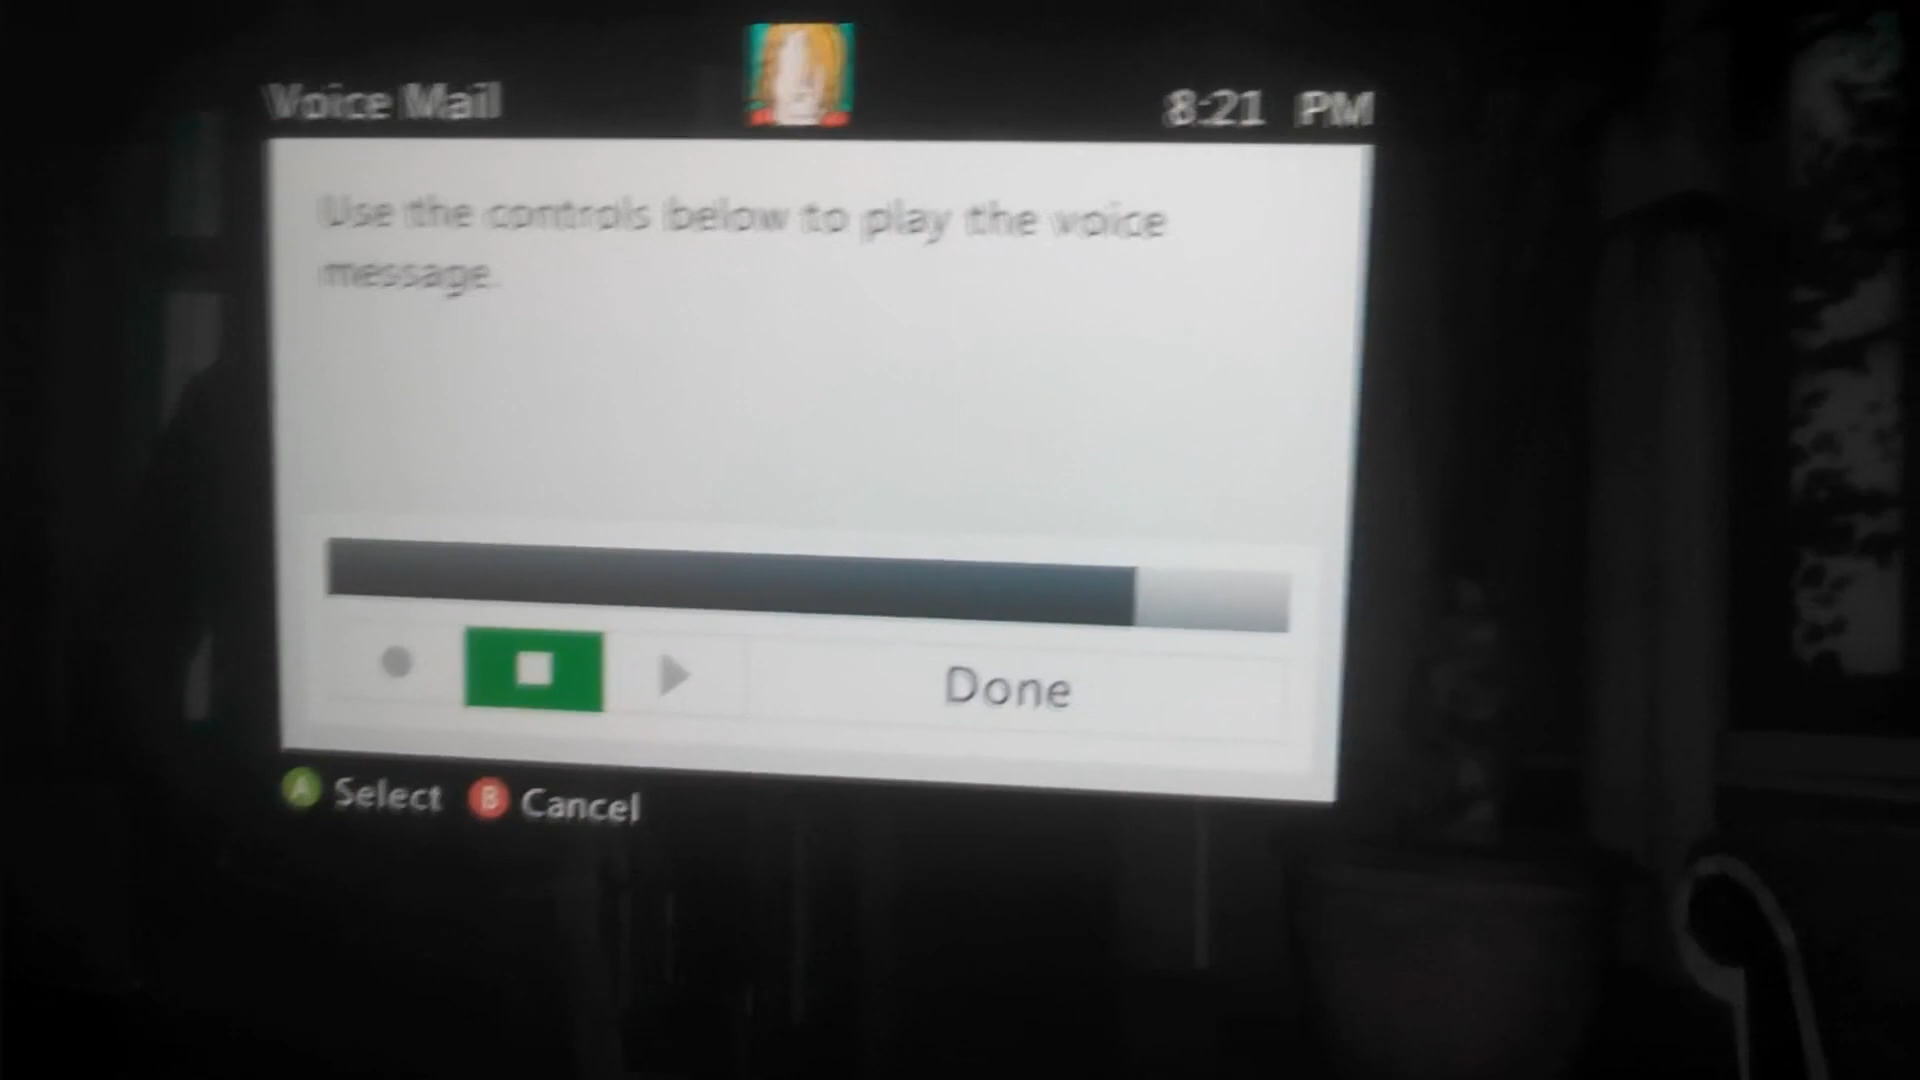 Voice Mail
8:21 PM
Use the controls below to play the voice
message.
Done
A Select B Cancel